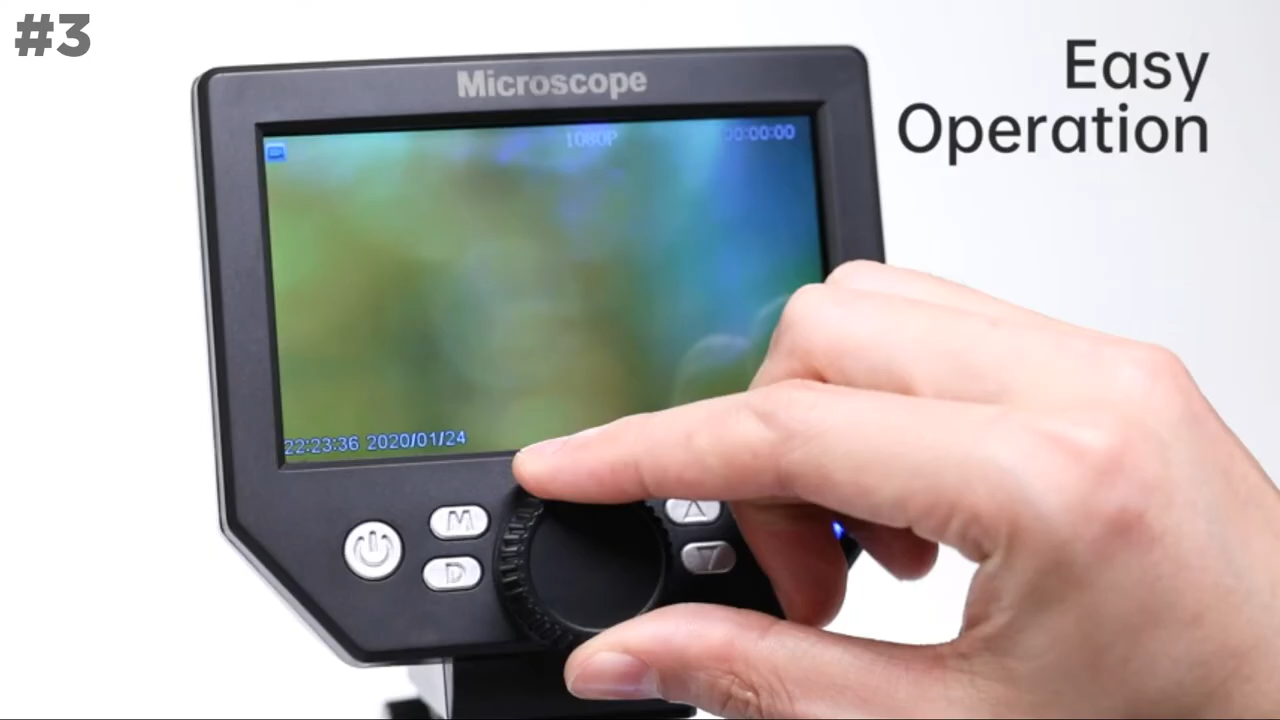 #3
Easy
Operation
Microscope
1080P
00:00:00
22:23:36 2020/01/24
M
D